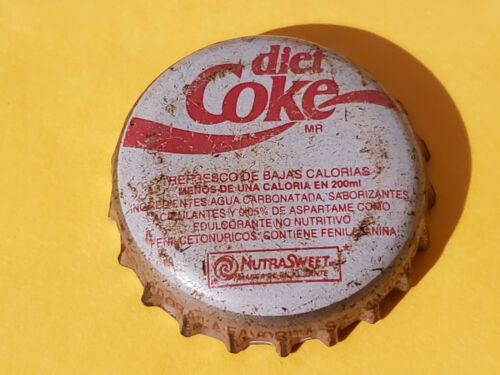 diet
Coke
MR
REFRESCO DE BAJAS CALORIAS
MENOS DE UNA CALORIA EN 200ml
INGREDIENTES: AGUA CARBONATADA, SABORIZANTES,
ACIDULANTES Y 0.05% DE ASPARTAME COMO
EDULCORANTE NO NUTRITIVO
FENILCETONURICOS: CONTIENE FENILALANINA
NUTRASWEET